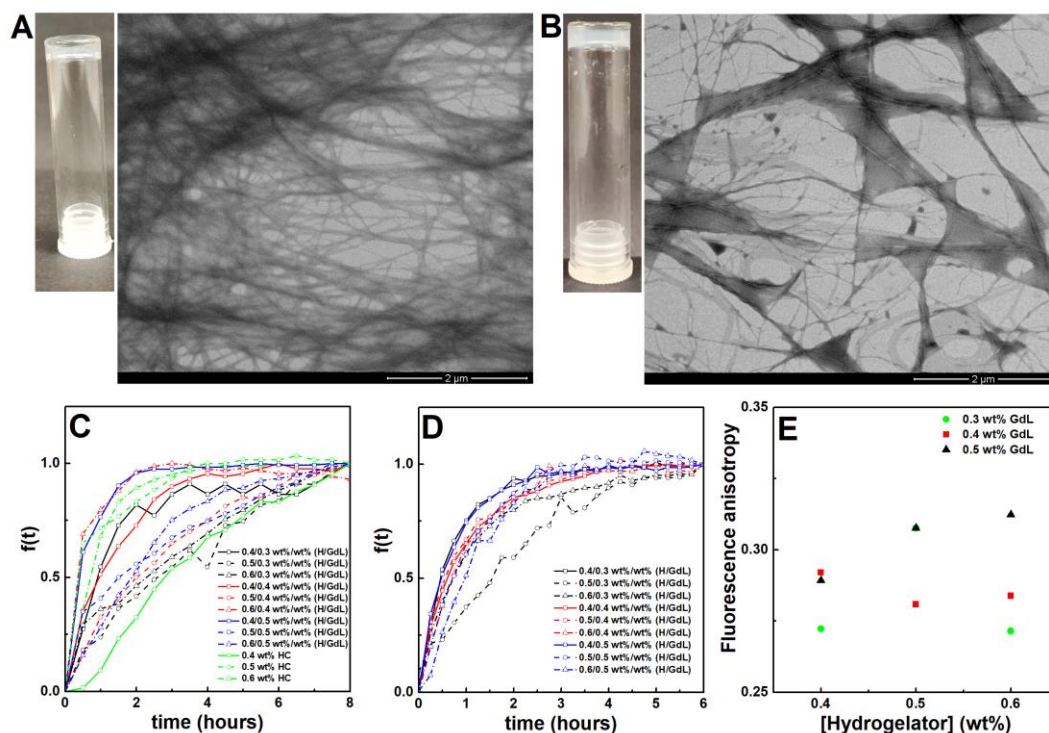 A
B
2 µm
2 µm
C
f(t)
1.0
0.5
0.0
0.4/0.3 wt%/wt% (H/GdL)
0.5/0.3 wt%/wt% (H/GdL)
0.6/0.3 wt%/wt% (H/GdL)
0.4/0.4 wt%/wt% (H/GdL)
0.5/0.4 wt%/wt% (H/GdL)
0.6/0.4 wt%/wt% (H/GdL)
0.4/0.5 wt%/wt% (H/GdL)
0.5/0.5 wt%/wt% (H/GdL)
0.6/0.5 wt%/wt% (H/GdL)
0.4 wt% HC
0.5 wt% HC
0.6 wt% HC
0 2 4 6 8
time (hours)
D
f(t)
1.0
0.5
0.0
0.4/0.3 wt%/wt% (H/GdL)
0.5/0.3 wt%/wt% (H/GdL)
0.6/0.3 wt%/wt% (H/GdL)
0.4/0.4 wt%/wt% (H/GdL)
0.5/0.4 wt%/wt% (H/GdL)
0.6/0.4 wt%/wt% (H/GdL)
0.4/0.5 wt%/wt% (H/GdL)
0.5/0.5 wt%/wt% (H/GdL)
0.6/0.5 wt%/wt% (H/GdL)
0 1 2 3 4 5 6
time (hours)
E
Fluorescence anisotropy
0.35
0.30
0.25
0.3 wt% GdL
0.4 wt% GdL
0.5 wt% GdL
0.4 0.5 0.6
[Hydrogelator] (wt%)